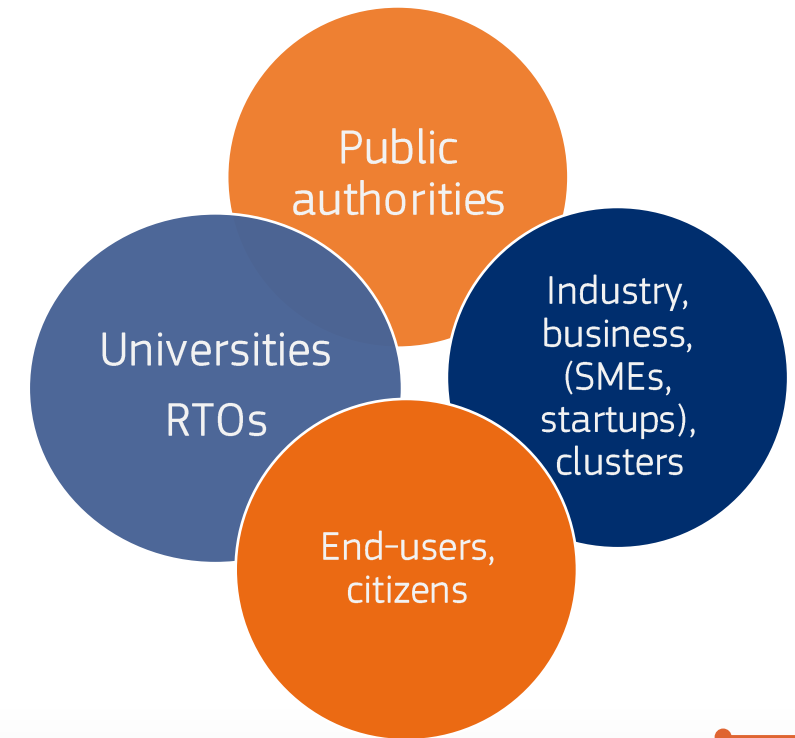 Public
authorities
Universities
RTOs
Industry,
business,
(SMEs,
startups),
clusters
End-users,
citizens